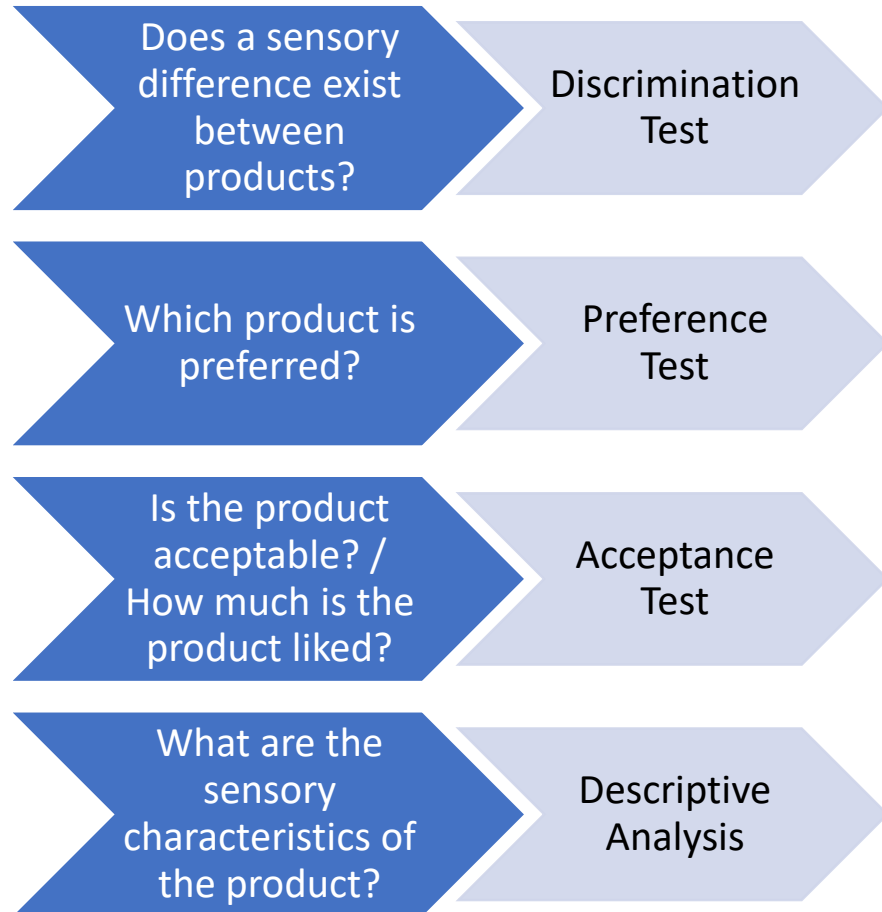 Does a sensory
difference exist
between
products?
Discrimination
Test
Which product is
preferred?
Preference
Test
Is the product
acceptable? /
How much is the
product liked?
Acceptance
Test
What are the
sensory
characteristics of
the product?
Descriptive
Analysis